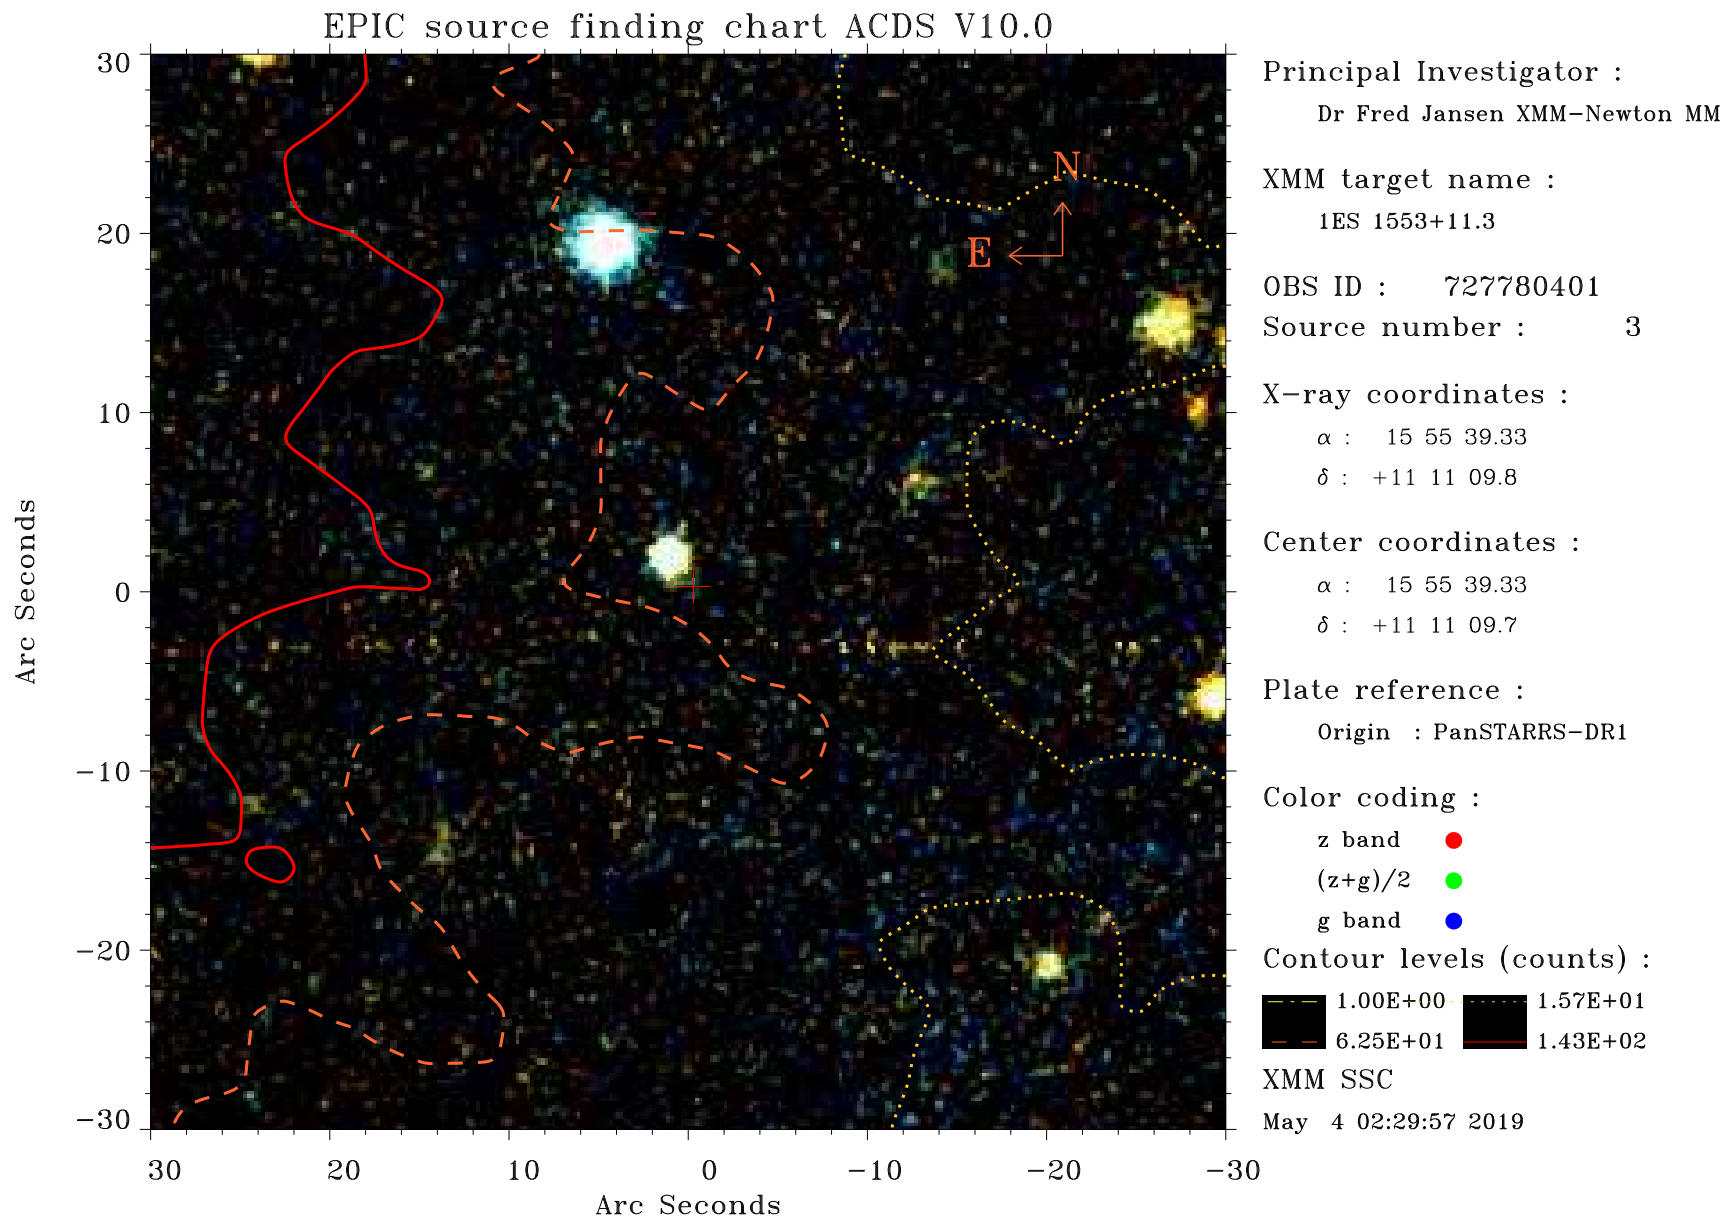 EPIC source finding chart ACDS V10.0
30
20
10
0
-10
-20
-30
Arc Seconds
30 20 10 0 -10 -20 -30
Arc Seconds
N
E
Principal Investigator :
Dr Fred Jansen XMM-Newton MM
XMM target name :
1ES 1553+11.3
OBS ID : 727780401
Source number : 3
X-ray coordinates :
α : 15 55 39.33
δ : +11 11 09.8
Center coordinates :
α : 15 55 39.33
δ : +11 11 09.7
Plate reference :
Origin : PanSTARRS-DR1
Color coding :
z band
(z+g)/2
g band
Contour levels (counts) :
1.00E+00 1.57E+01
6.25E+01 1.43E+02
XMM SSC
May 4 02:29:57 2019